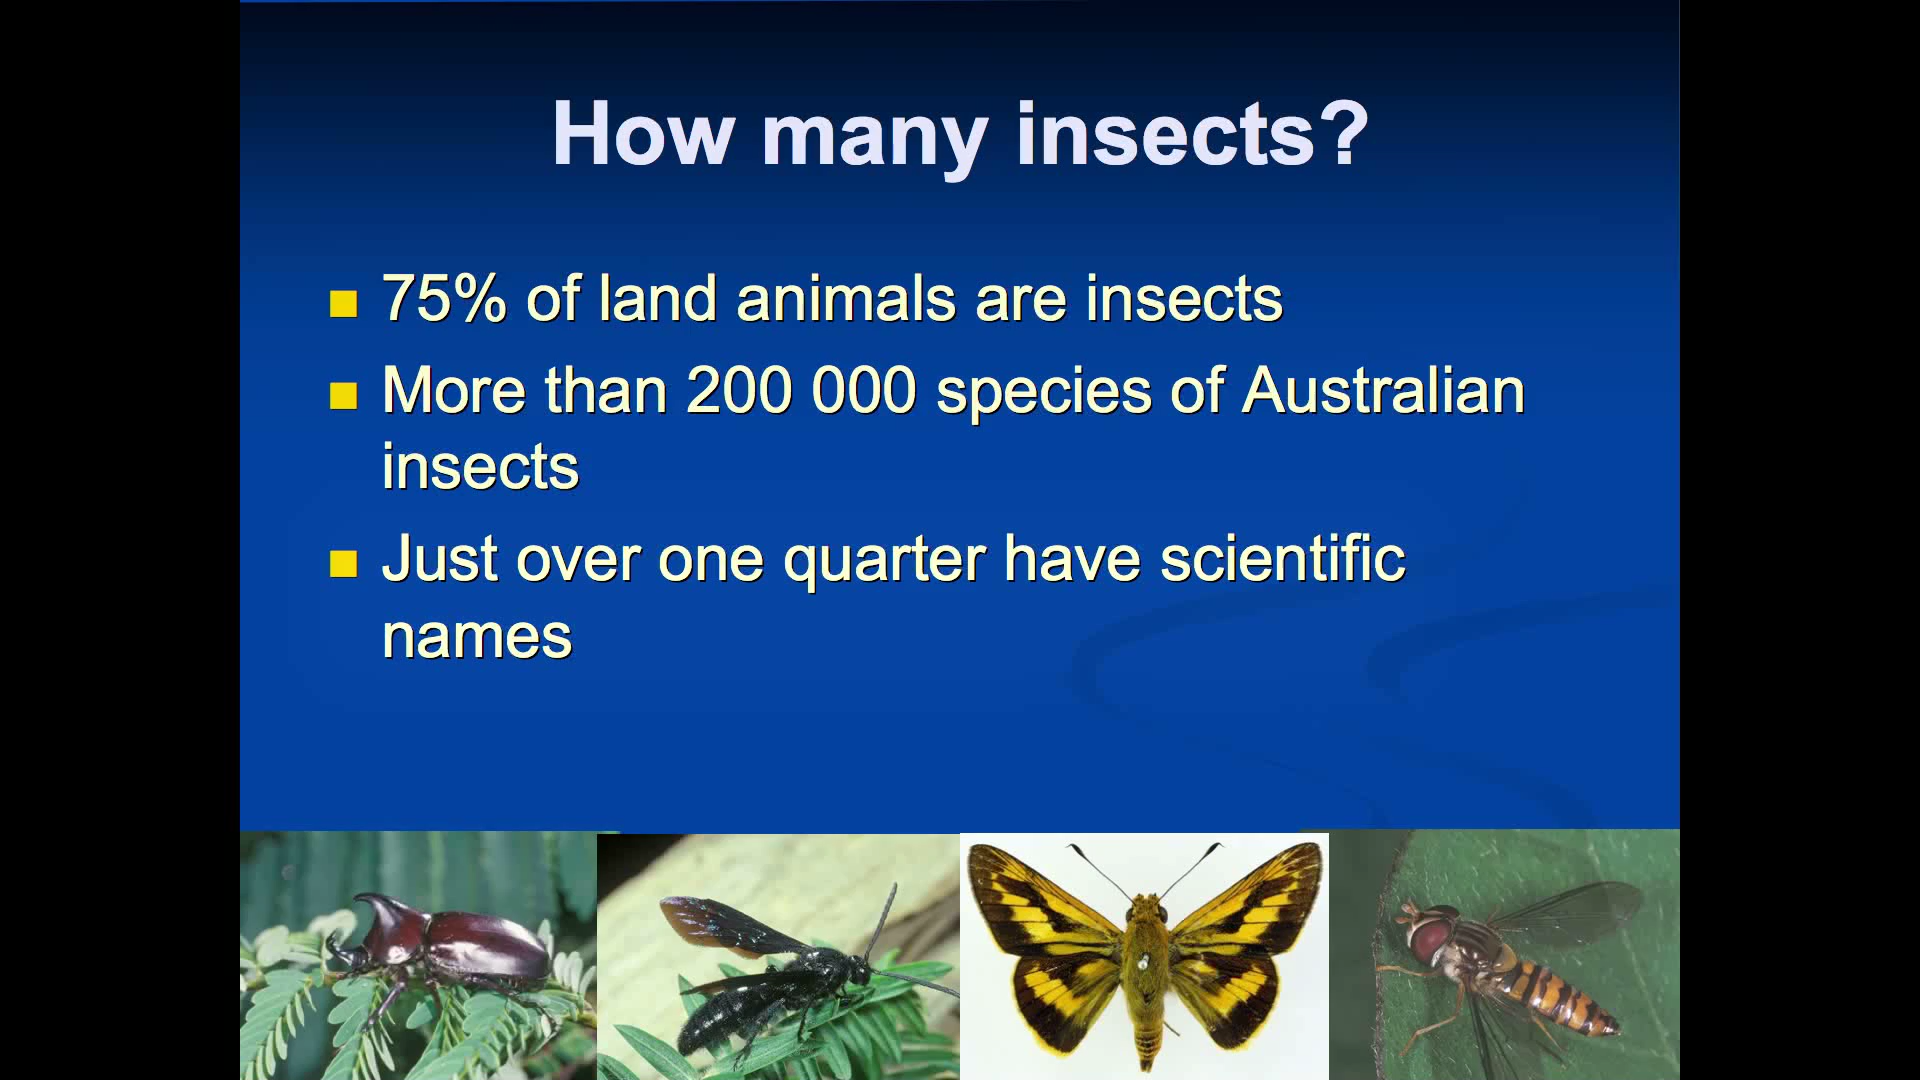 How many insects?
75% of land animals are insects
More than 200 000 species of Australian
insects
Just over one quarter have scientific
names